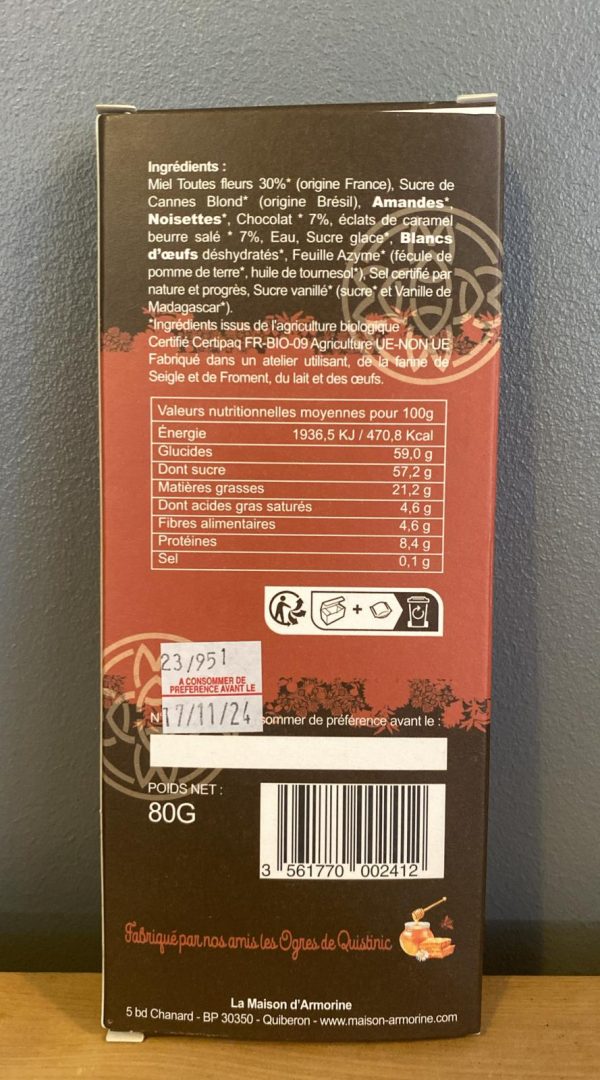 Ingrédients :
Miel Toutes fleurs 30%* (origine France), Sucre de
Cannes Blond* (origine Brésil), Amandes*,
Noisettes*, Chocolat * 7%, éclats de caramel
beurre salé * 7%, Eau, Sucre glace*, Blancs
d'œufs déshydratés*, Feuille Azyme* (fécule de
pomme de terre*, huile de tournesol*), Sel certifié par
nature et progrès, Sucre vanillé* (sucre* et Vanille de
Madagascar*).
*Ingrédients issus de l'agriculture biologique
Certifié Certipaq FR-BIO-09 Agriculture UE-NON UE
Fabriqué dans un atelier utilisant, de la farine de
Seigle et de Froment, du lait et des œufs.
Valeurs nutritionnelles moyennes pour 100g
Énergie 1936,5 KJ / 470,8 Kcal
Glucides 59,0 g
Dont sucre 57,2 g
Matières grasses 21,2 g
Dont acides gras saturés 4,6 g
Fibres alimentaires 4,6 g
Protéines 8,4 g
Sel 0,1 g
+
23/951
A CONSOMMER DE
PREFERENCE AVANT LE
17/11/24
N° sommer de préférence avant le :
POIDS NET :
80G
3 561770 002412
Fabriqué par nos amis les Ogres de Quistinic
La Maison d'Armorine
5 bd Chanard - BP 30350 - Quiberon - www.maison-armorine.com